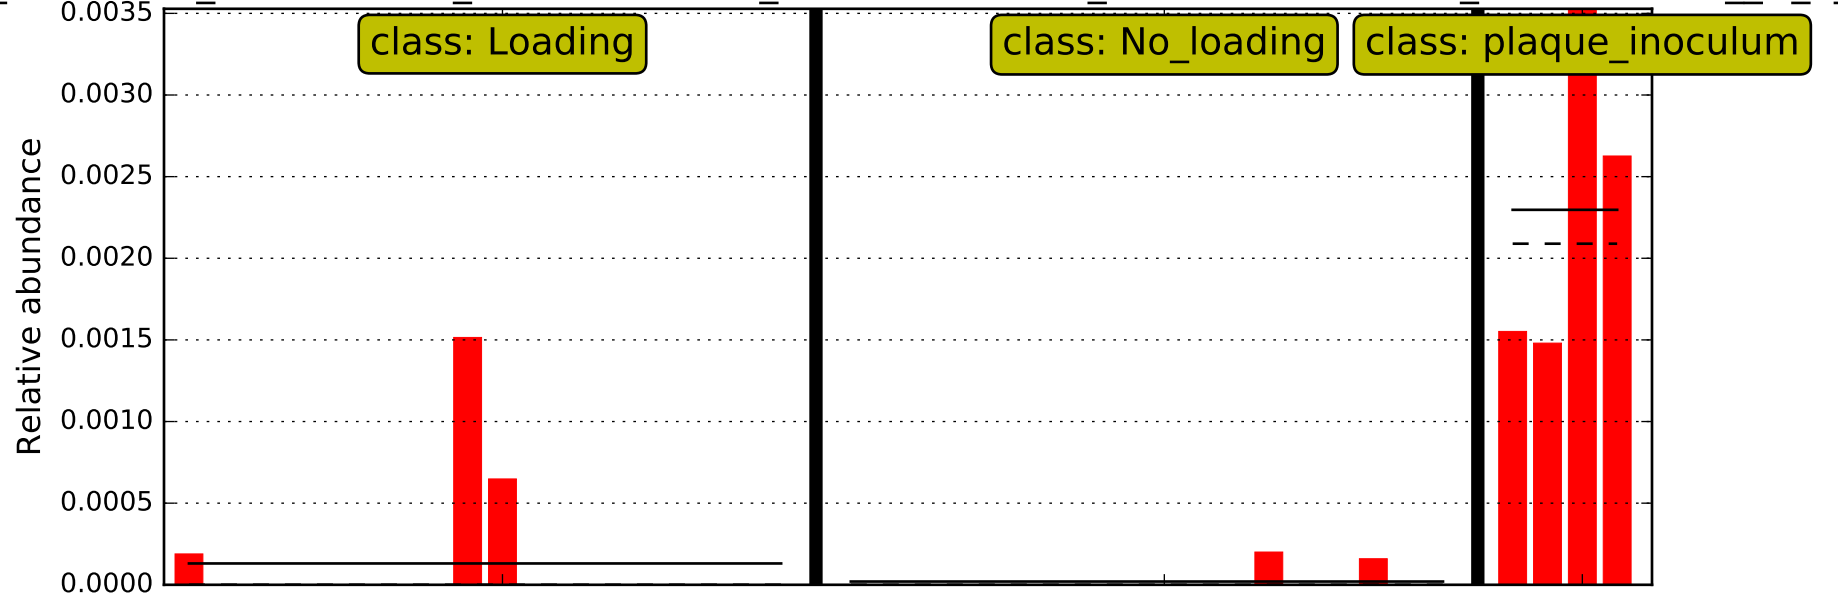 0.0035
class: Loading
class: No_loading
class: plaque_inoculum
0.0030
0.0025
0.0020
0.0015
0.0010
0.0005
0.0000
Relative abundance